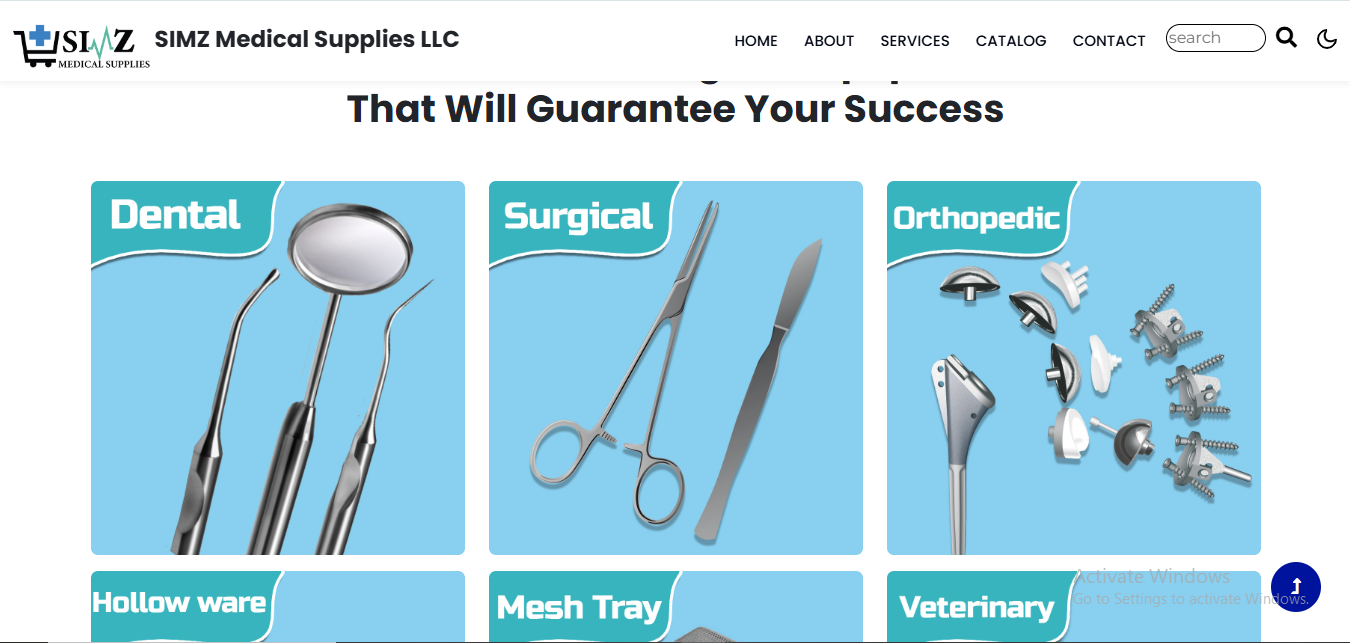 SIMZ
MEDICAL SUPPLIES
SIMZ Medical Supplies LLC
HOME ABOUT SERVICES CATALOG CONTACT
search
That Will Guarantee Your Success
Dental
Surgical
Orthopedic
Hollow ware
Mesh Tray
Veterinary
Activate Windows
Go to Settings to activate Windows.